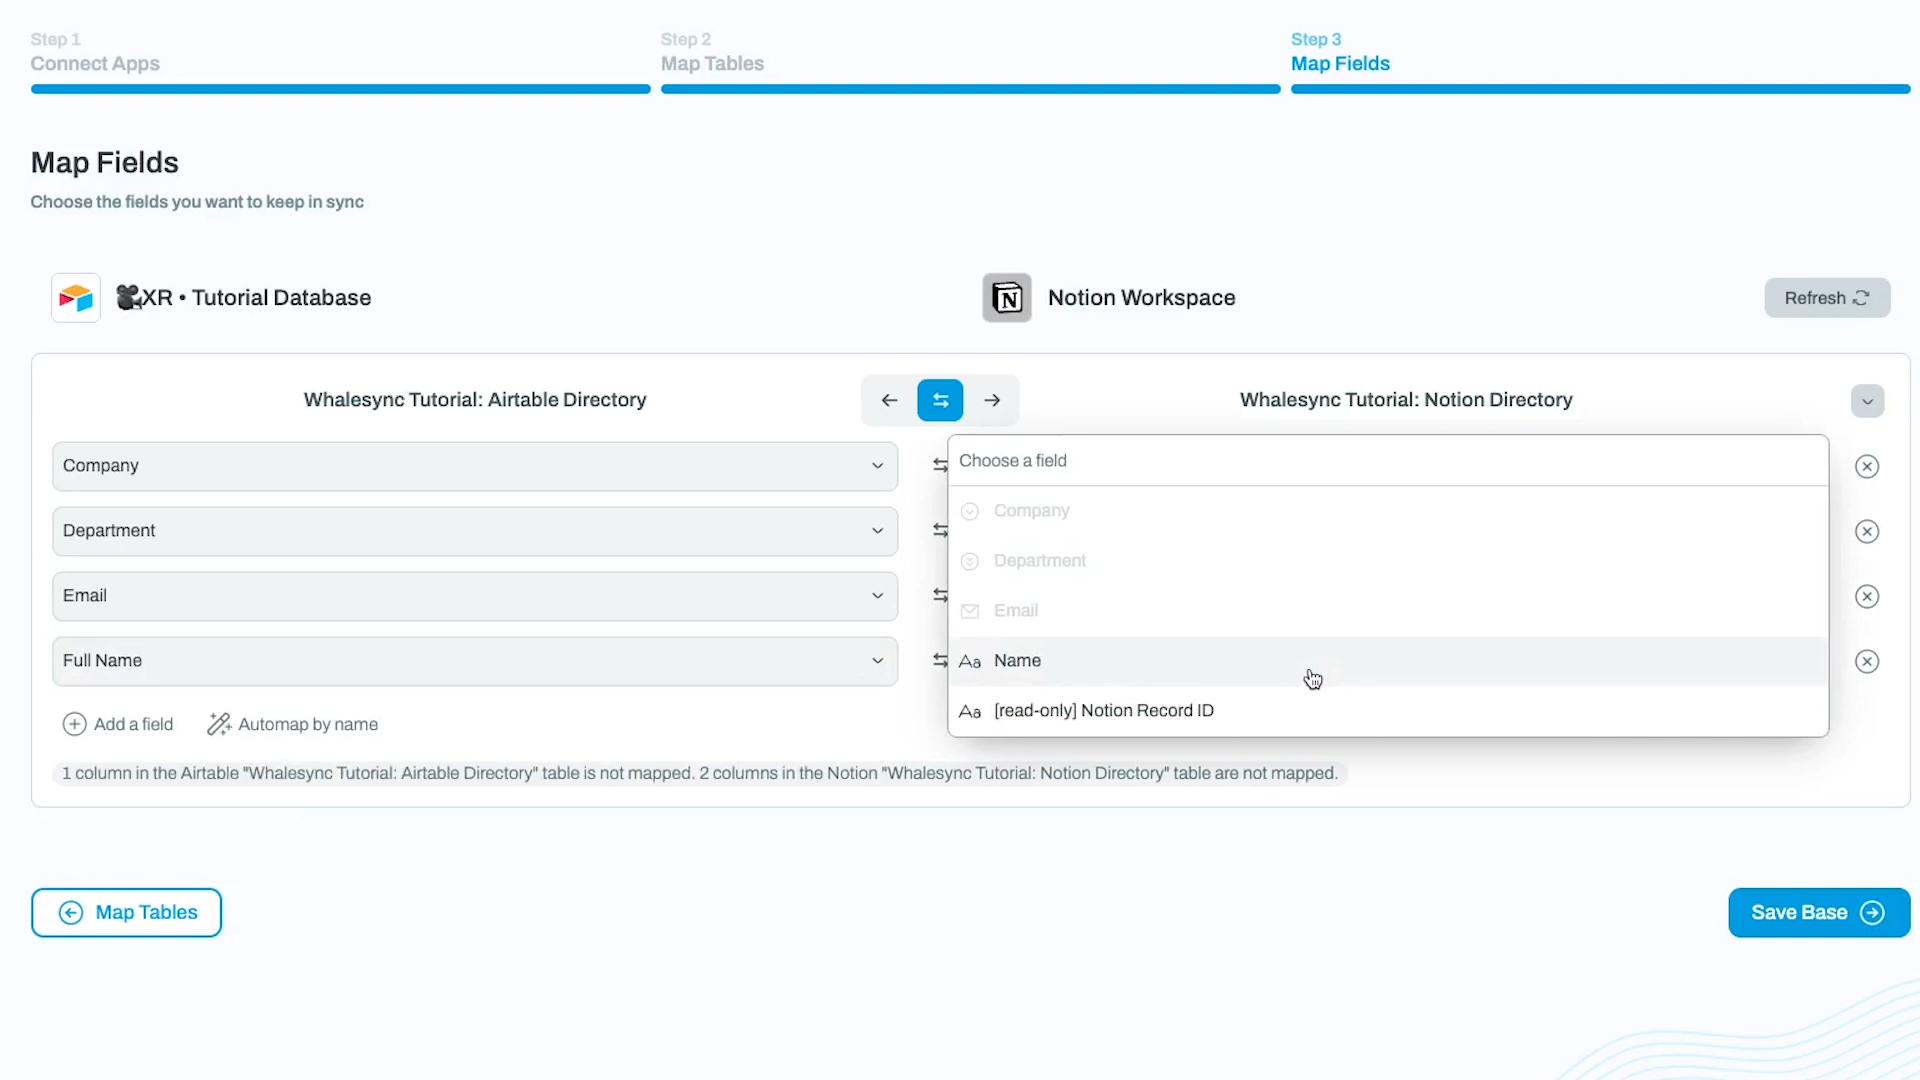 Step 1
Connect Apps
Step 2
Map Tables
Step 3
Map Fields
Map Fields
Choose the fields you want to keep in sync
XR • Tutorial Database
N Notion Workspace
Refresh
Whalesync Tutorial: Airtable Directory
Whalesync Tutorial: Notion Directory
Company
Department
Email
Full Name
Choose a field
Company
Department
Email
Aa Name
Aa [read-only] Notion Record ID
Add a field
Automap by name
1 column in the Airtable "Whalesync Tutorial: Airtable Directory" table is not mapped. 2 columns in the Notion "Whalesync Tutorial: Notion Directory" table are not mapped.
Map Tables
Save Base